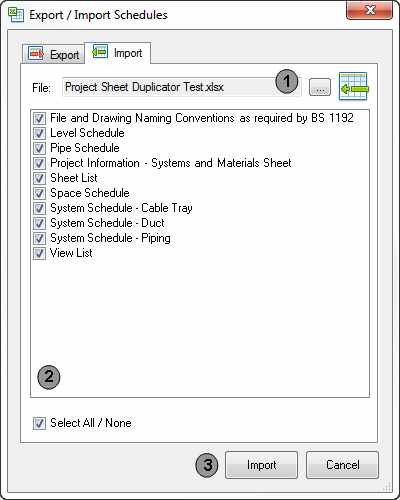 Export / Import Schedules
Export
Import
File: Project Sheet Duplicator Test.xlsx 1 ...
File and Drawing Naming Conventions as required by BS 1192
Level Schedule
Pipe Schedule
Project Information - Systems and Materials Sheet
Sheet List
Space Schedule
System Schedule - Cable Tray
System Schedule - Duct
System Schedule - Piping
View List
2
Select All / None
3 Import Cancel